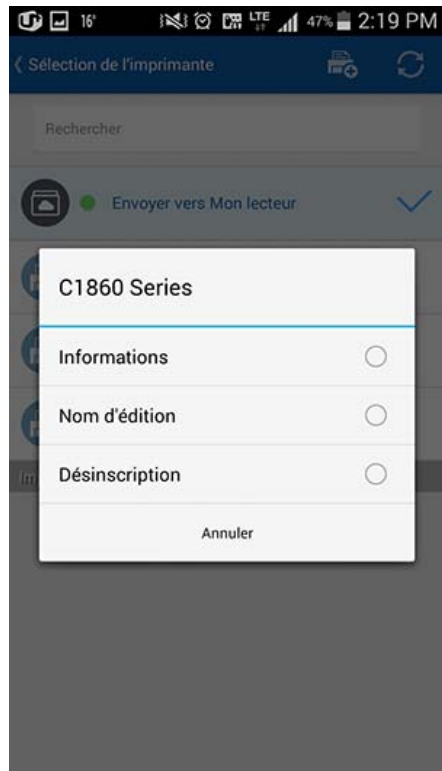 16°
LTE
47% 2:19 PM
Sélection de l'imprimante
Rechercher
Envoyer vers Mon lecteur
C1860 Series
Informations
Nom d'édition
Désinscription
Annuler